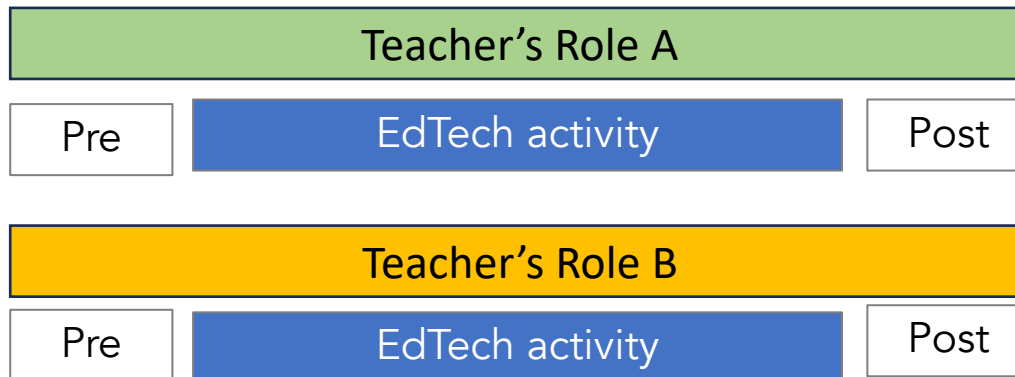 Teacher’s Role A
Pre EdTech activity Post
Teacher’s Role B
Pre EdTech activity Post